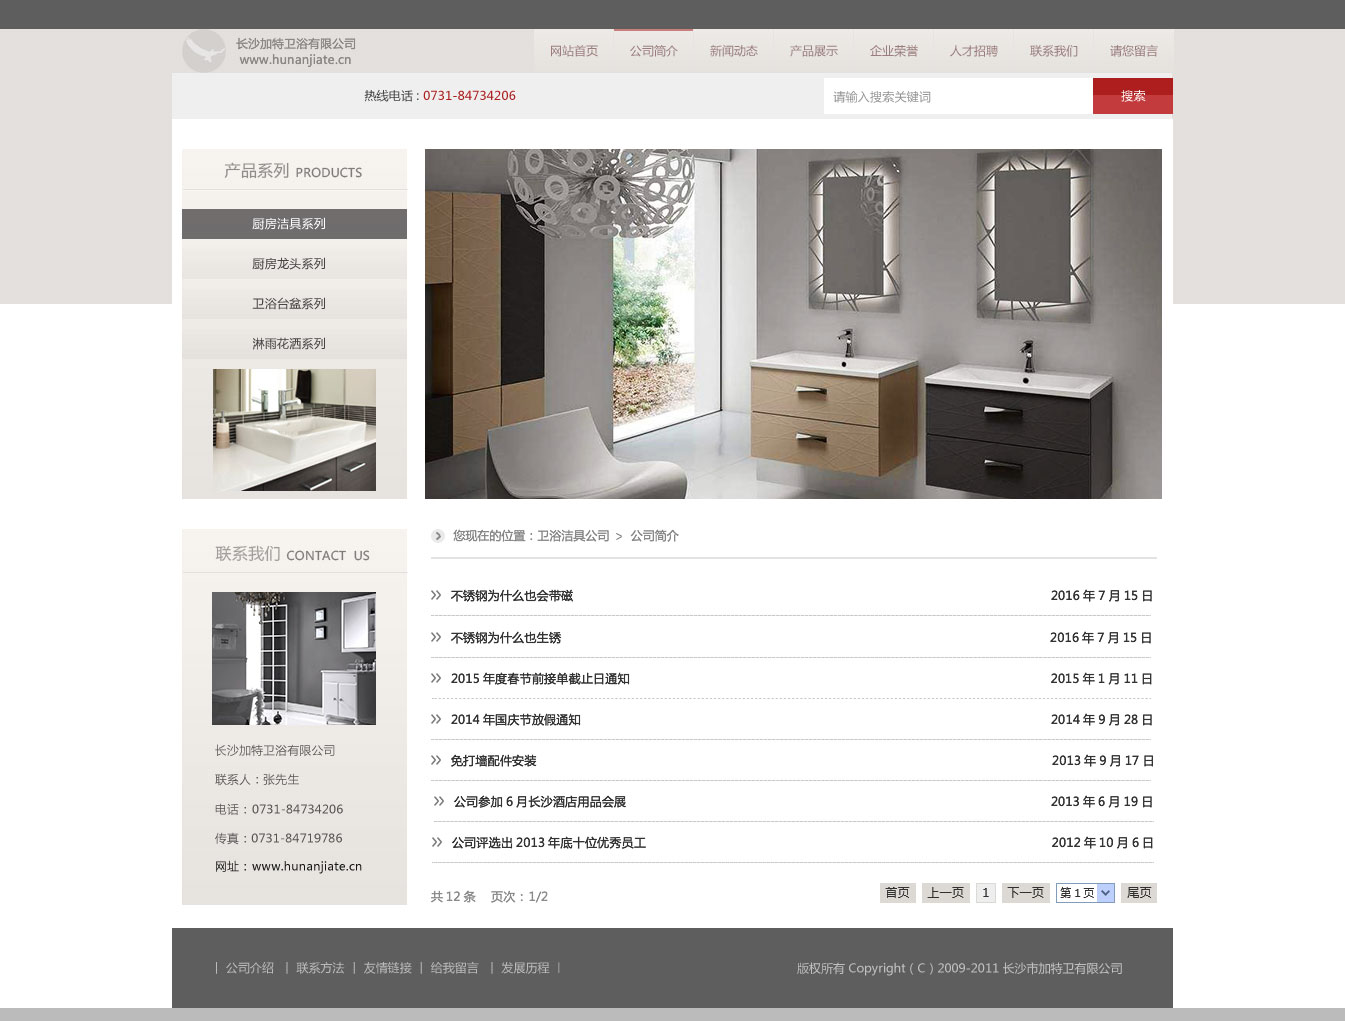 长沙加特卫浴有限公司
www.hunanjiate.cn
网站首页 公司简介 新闻动态 产品展示 企业荣誉 人才招聘 联系我们 请您留言
热线电话 : 0731-84734206 请输入搜索关键词 搜索
产品系列 PRODUCTS
厨房洁具系列
厨房龙头系列
卫浴台盆系列
淋雨花洒系列
联系我们 CONTACT US
长沙加特卫浴有限公司
联系人：张先生
电话：0731-84734206
传真：0731-84719786
网址：www.hunanjiate.cn
您现在的位置：卫浴洁具公司 > 公司简介
不锈钢为什么也会带磁 2016 年 7 月 15 日
不锈钢为什么也生锈 2016 年 7 月 15 日
2015 年度春节前接单截止日通知 2015 年 1 月 11 日
2014 年国庆节放假通知 2014 年 9 月 28 日
免打墙配件安装 2013 年 9 月 17 日
公司参加 6 月长沙酒店用品会展 2013 年 6 月 19 日
公司评选出 2013 年底十位优秀员工 2012 年 10 月 6 日
共 12 条 页次：1/2 首页 上一页 1 下一页 第 1 页 尾页
| 公司介绍 | 联系方法 | 友情链接 | 给我留言 | 发展历程 |
版权所有 Copyright（C）2009-2011 长沙市加特卫有限公司